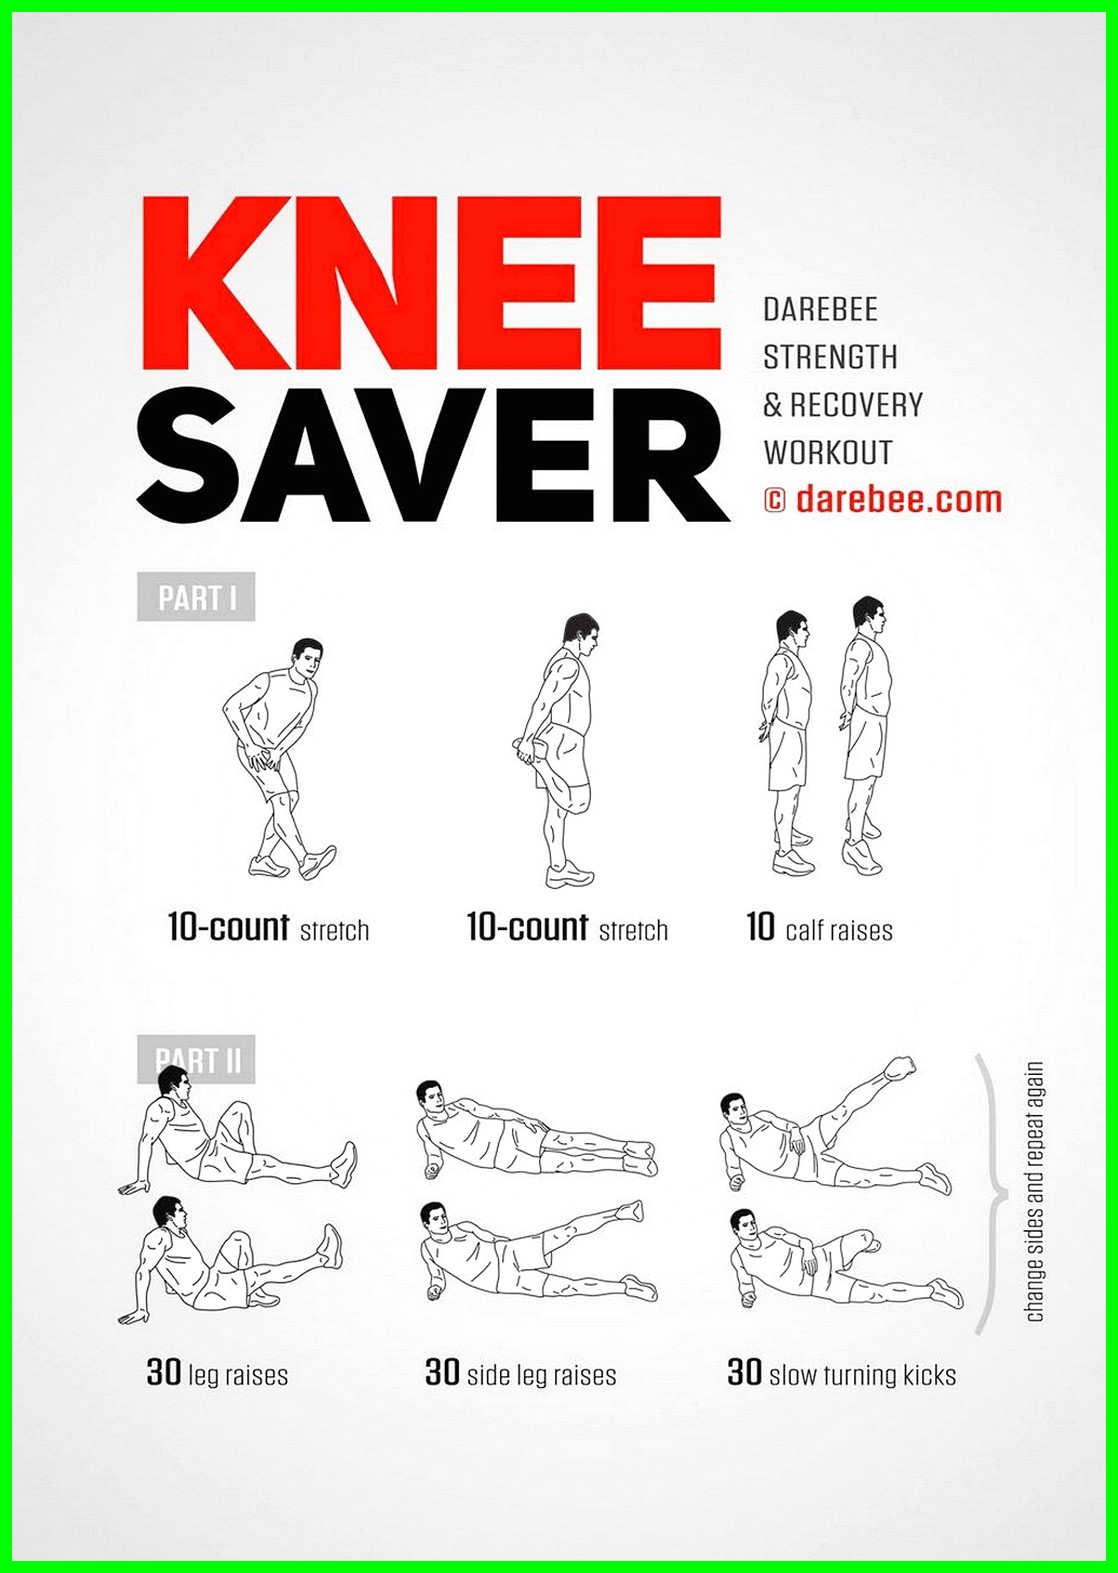 KNEE
SAVER
DAREBEE
STRENGTH
& RECOVERY
WORKOUT
© darebee.com
PART I
10-count stretch
10-count stretch
10 calf raises
PART II
30 leg raises
30 side leg raises
30 slow turning kicks
change sides and repeat again